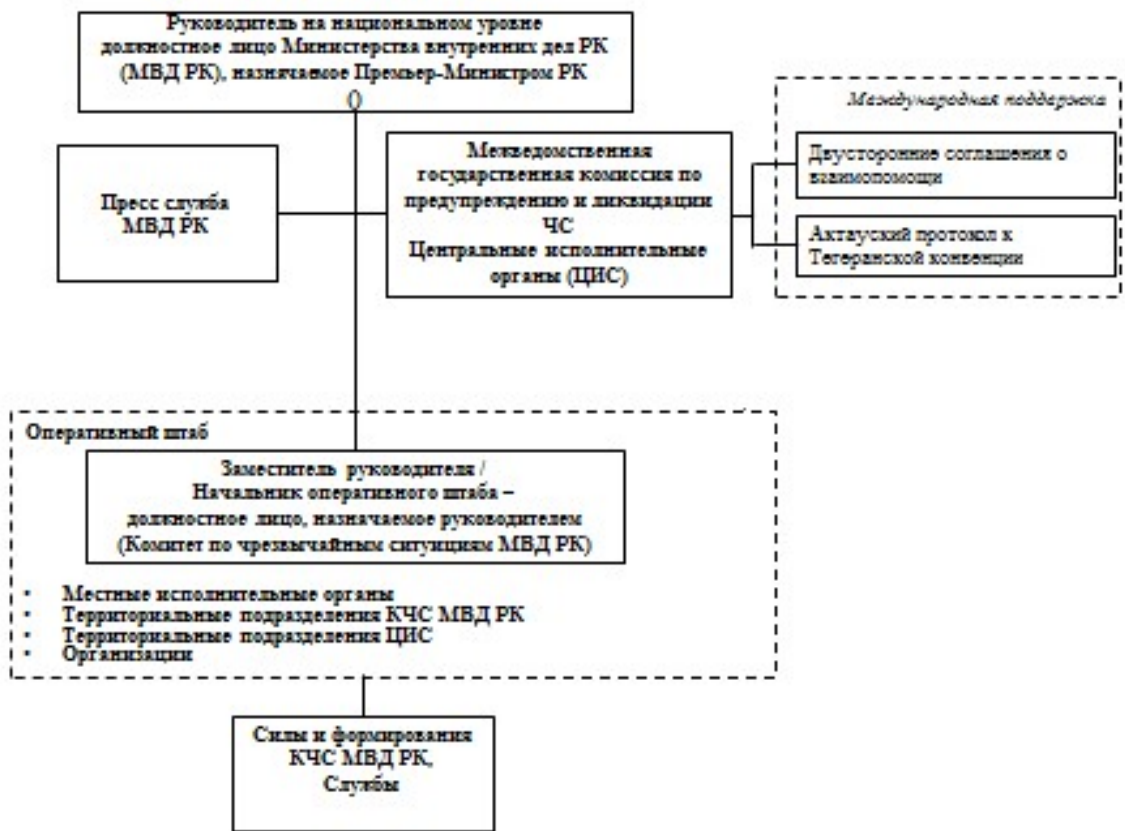 Руководитель на национальном уровне
должностное лицо Министерства внутренних дел РК
(МВД РК), назначаемое Премьер-Министром РК
()
Международная поддержка
Двусторонние соглашения о
взаимопомощи
Актауский протокол к
Тегеранской конвенции
Межведомственная
государственная комиссия по
предупреждению и ликвидации
ЧС
Центральные исполнительные
органы (ЦИС)
Пресс служба
МВД РК
Оперативный штаб
Заместитель руководителя /
Начальник оперативного штаба –
должностное лицо, назначаемое руководителем
(Комитет по чрезвычайным ситуициям МВД РК)
• Местные исполнительные органы
• Территориальные подразделения КЧС МВД РК
• Территориальные подразделения ЦИС
• Организации
Силы и формирования
КЧС МВД РК,
Службы